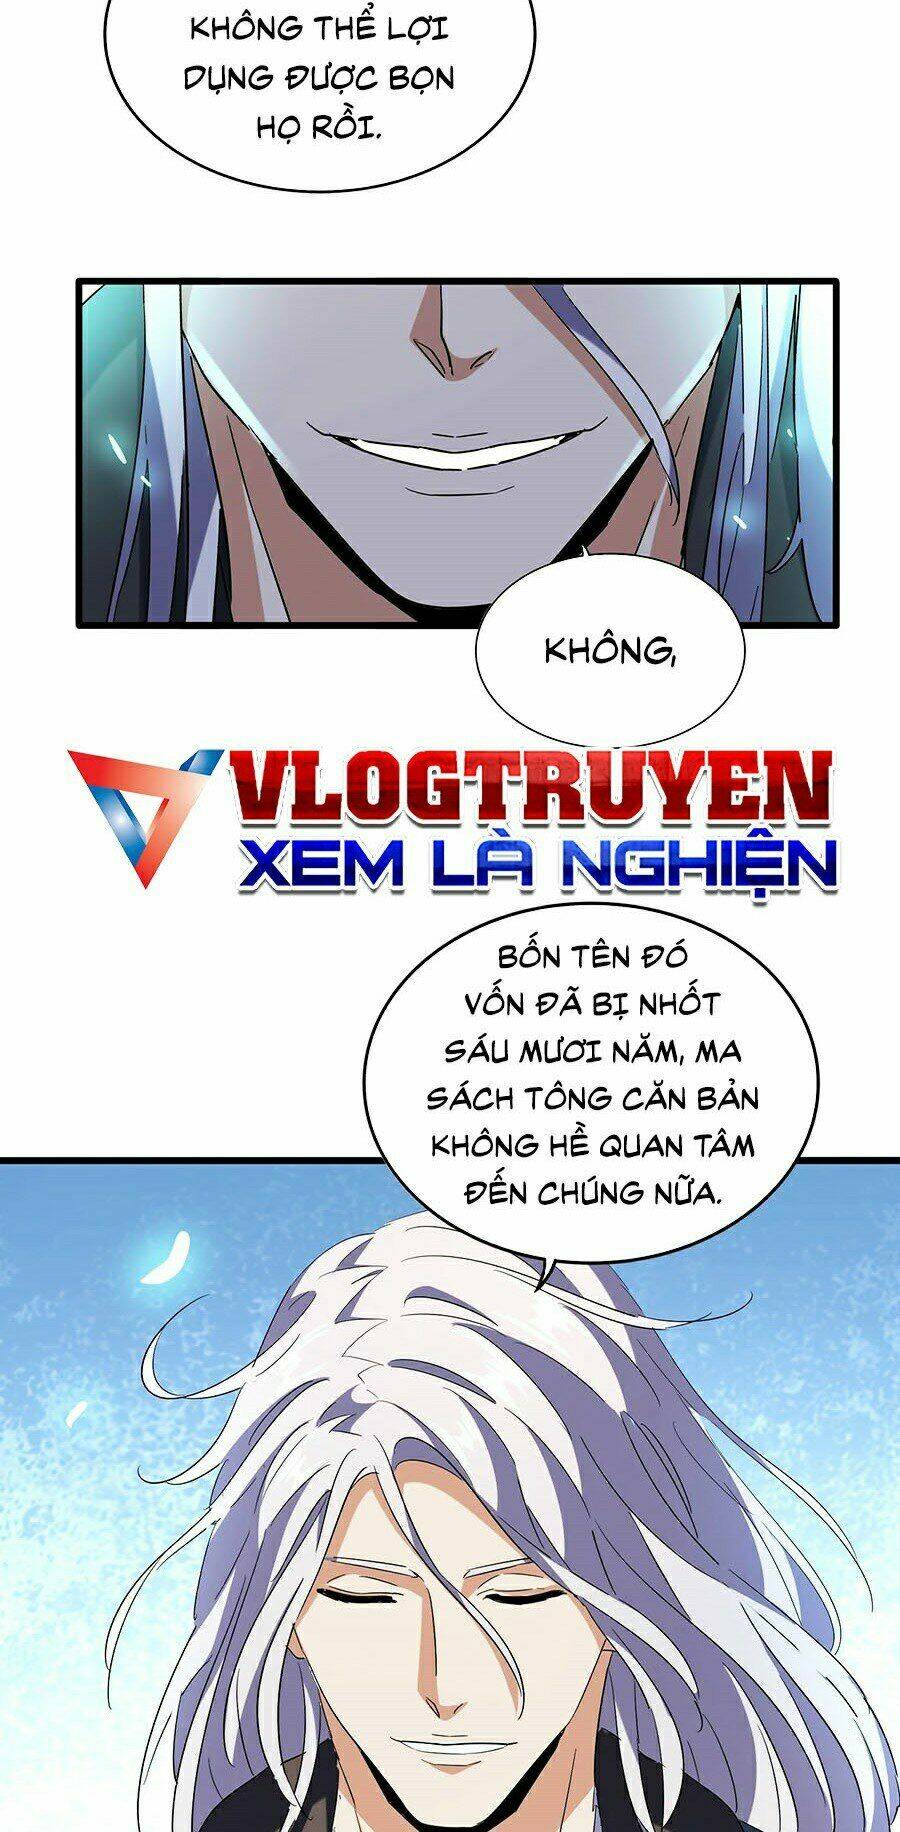 KHÔNG THỂ LỢI
DỤNG ĐƯỢC BỌN
HỌ RỒI.
KHÔNG,
VLOGTRUYEN
XEM LÀ NGHIỆN
BỐN TÊN ĐÓ
VỐN ĐÃ BỊ NHỐT
SÁU MƯƠI NĂM, MA
SÁCH TÔNG CĂN BẢN
KHÔNG HỀ QUAN TÂM
ĐẾN CHÚNG NỮA.